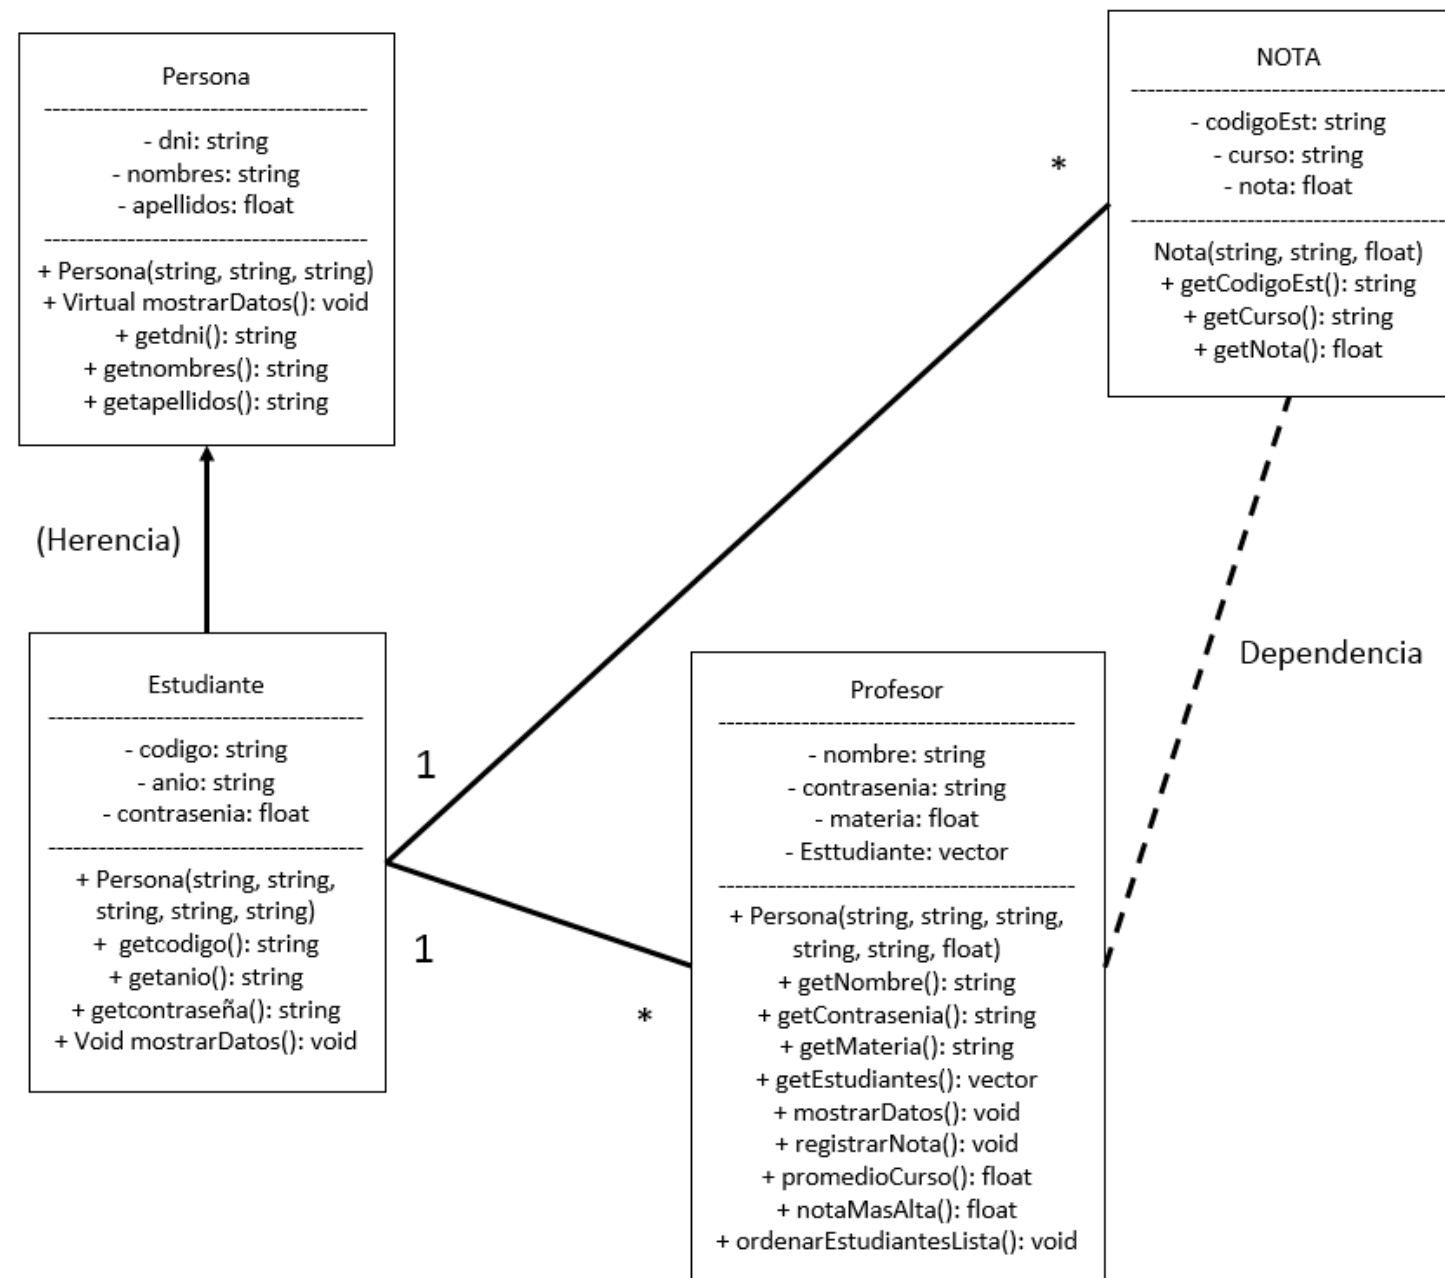 Persona
- dni: string
- nombres: string
- apellidos: float
+ Persona(string, string, string)
+ Virtual mostrarDatos(): void
+ getdni(): string
+ getnombres(): string
+ getapellidos(): string
NOTA
- codigoEst: string
- curso: string
- nota: float
Nota(string, string, float)
+ getCodigoEst(): string
+ getCurso(): string
+ getNota(): float
*
(Herencia)
Dependencia
Estudiante
- codigo: string
- anio: string
- contrasenia: float
+ Persona(string, string,
string, string, string)
+ getcodigo(): string
+ getanio(): string
+ getcontraseña(): string
+ Void mostrarDatos(): void
1
1
*
Profesor
- nombre: string
- contrasenia: string
- materia: float
- Esttudiante: vector
+ Persona(string, string, string,
string, string, float)
+ getNombre(): string
+ getContrasenia(): string
+ getMateria(): string
+ getEstudiantes(): vector
+ mostrarDatos(): void
+ registrarNota(): void
+ promedioCurso(): float
+ notaMasAlta(): float
+ ordenarEstudiantesLista(): void